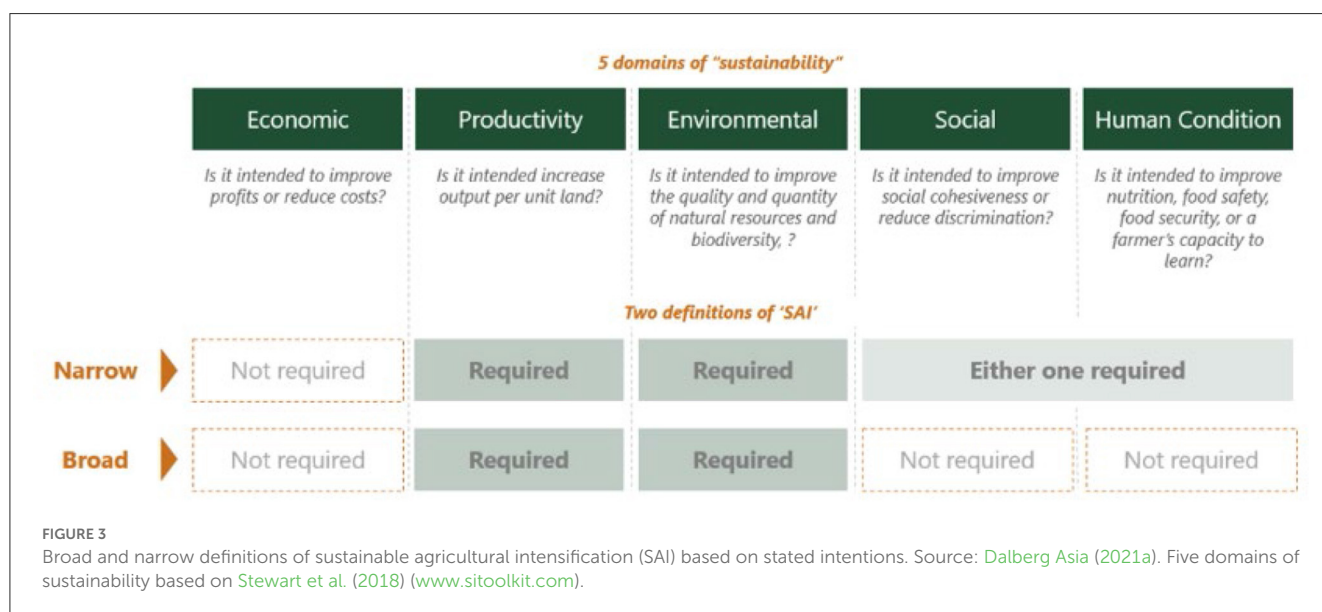 5 domains of "sustainability"
Economic
Productivity
Environmental
Social
Human Condition
Is it intended to improve
profits or reduce costs?
Is it intended increase
output per unit land?
Is it intended to improve
the quality and quantity
of natural resources and
biodiversity, ?
Is it intended to improve
social cohesiveness or
reduce discrimination?
Is it intended to improve
nutrition, food safety,
food security, or a
farmer's capacity to
learn?
Two definitions of 'SAI'
Narrow
Not required
Required
Required
Either one required
Broad
Not required
Required
Required
Not required
Not required
FIGURE 3
Broad and narrow definitions of sustainable agricultural intensification (SAI) based on stated intentions. Source: Dalberg Asia (2021a). Five domains of
sustainability based on Stewart et al. (2018) (www.sitoolkit.com).